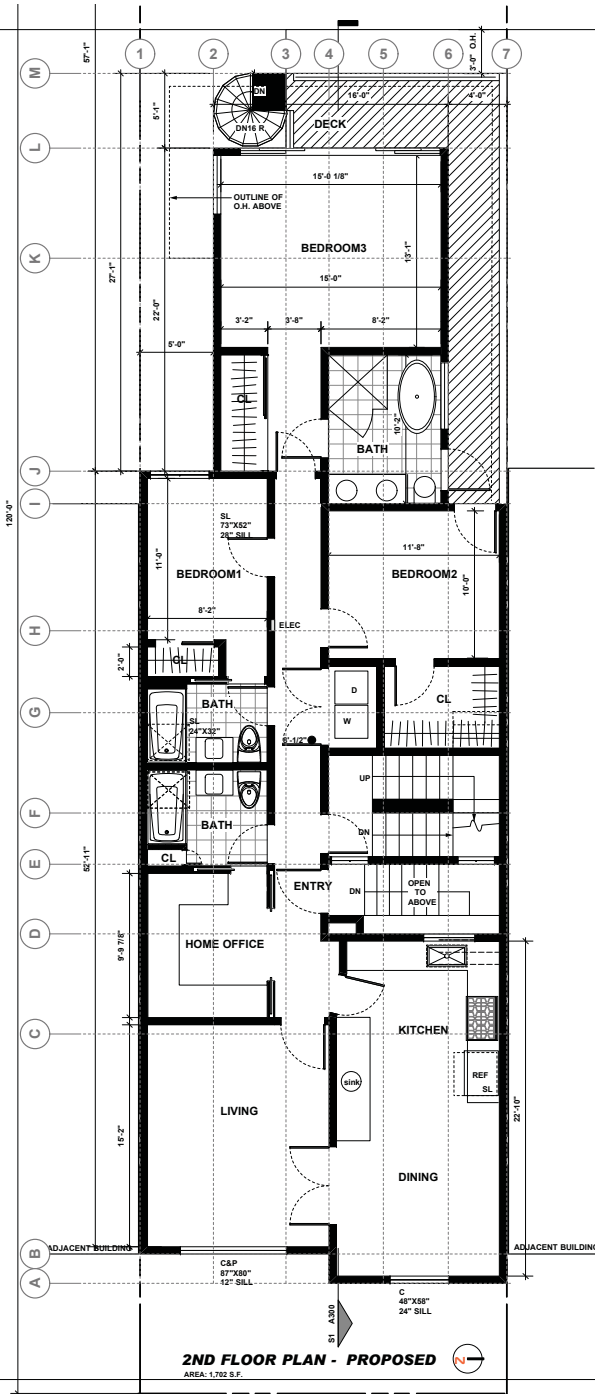 3'-0" O.H.
1
2
3
4
5
6
7
57'-1"
M
DN
16'-0"
4'-0"
5'-1"
DN16 R
DECK
L
15'-0 1/8"
OUTLINE OF
O.H. ABOVE
BEDROOM3
13'-1"
K
27'-1"
15'-0"
22'-0"
3'-2"
3'-8"
8'-2"
5'-0"
CL
10'-2"
BATH
J
120'-0"
I
SL
73"X52"
28" SILL
11'-0"
11'-8"
BEDROOM1
BEDROOM2
10'-0"
8'-2"
ELEC
H
2'-0"
CL
D
CL
BATH
G
SL
24"X32"
W
UP
F
BATH
DN
CL
E
52'-11"
ENTRY
DN
OPEN
TO
ABOVE
D
HOME OFFICE
9'-9 7/8"
KITCHEN
C
REF
SL
sink
LIVING
22'-10"
15'-2"
DINING
B
ADJACENT BUILDING
ADJACENT BUILDING
C&P
87"X80"
12" SILL
A
C
48"X58"
24" SILL
S1 A300
2ND FLOOR PLAN - PROPOSED
AREA: 1,702 S.F.